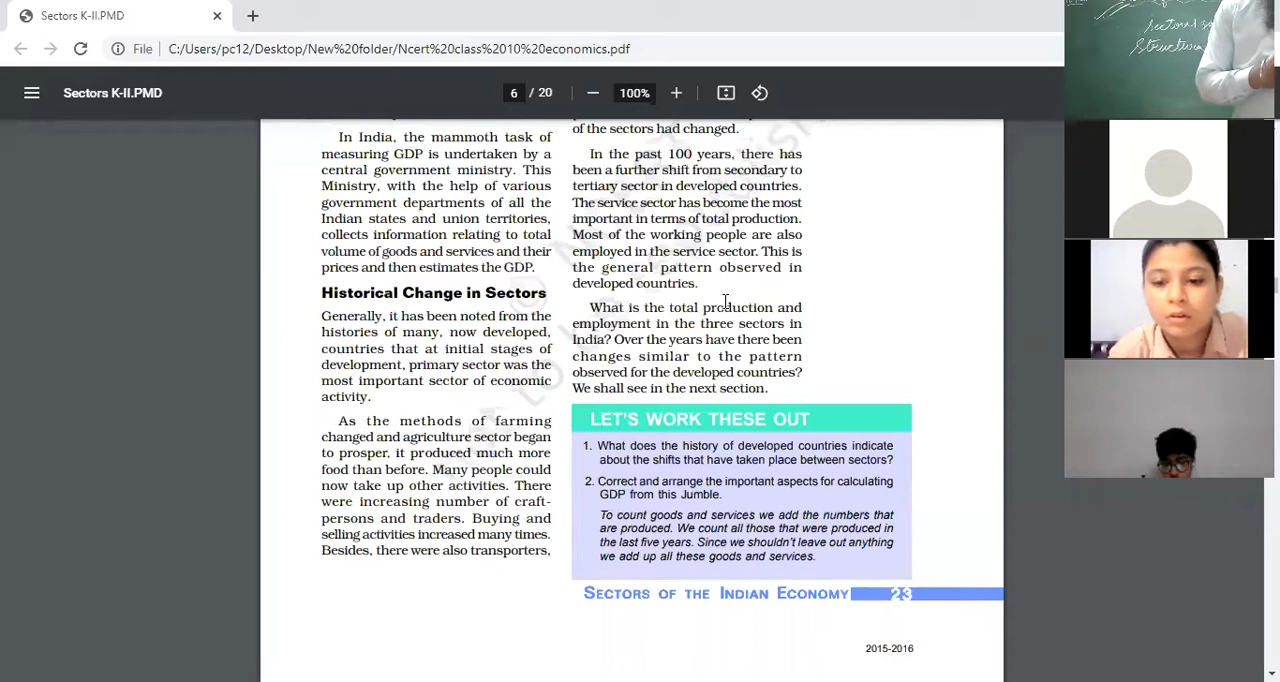 Sectors K-II.PMD
File
C:/Users/pc12/Desktop/New%20folder/Ncert%20class%2010%20economics.pdf
Sectors K-II.PMD
6 / 20
100%
In India, the mammoth task of
measuring GDP is undertaken by a
central government ministry. This
Ministry, with the help of various
government departments of all the
Indian states and union territories,
collects information relating to total
volume of goods and services and their
prices and then estimates the GDP.
Historical Change in Sectors
Generally, it has been noted from the
histories of many, now developed,
countries that at initial stages of
development, primary sector was the
most important sector of economic
activity.
As the methods of farming
changed and agriculture sector began
to prosper, it produced much more
food than before. Many people could
now take up other activities. There
were increasing number of craft-
persons and traders. Buying and
selling activities increased many times.
Besides, there were also transporters,
of the sectors had changed.
In the past 100 years, there has
been a further shift from secondary to
tertiary sector in developed countries.
The service sector has become the most
important in terms of total production.
Most of the working people are also
employed in the service sector. This is
the general pattern observed in
developed countries.
What is the total production and
employment in the three sectors in
India? Over the years have there been
changes similar to the pattern
observed for the developed countries?
We shall see in the next section.
LET'S WORK THESE OUT
1. What does the history of developed countries indicate
about the shifts that have taken place between sectors?
2. Correct and arrange the important aspects for calculating
GDP from this Jumble.
To count goods and services we add the numbers that
are produced. We count all those that were produced in
the last five years. Since we shouldn't leave out anything
we add up all these goods and services.
SECTORS OF THE INDIAN ECONOMY 23
2015-2016